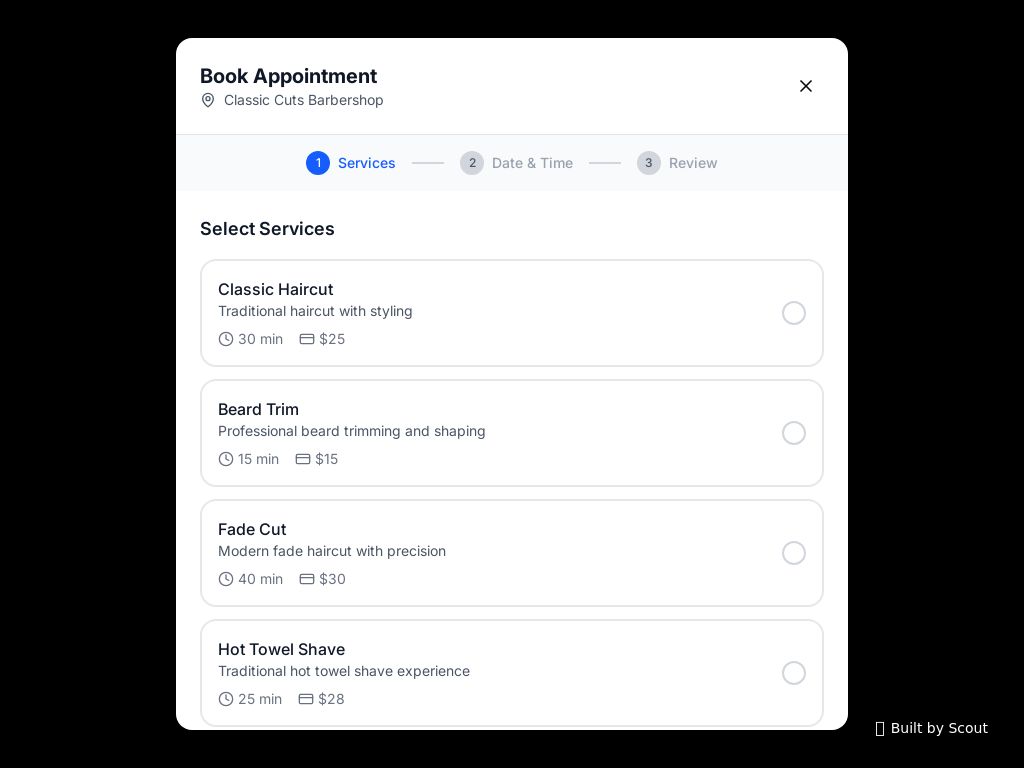 Book Appointment
Classic Cuts Barbershop
1 Services 2 Date & Time 3 Review
Select Services
Classic Haircut
Traditional haircut with styling
30 min $25
Beard Trim
Professional beard trimming and shaping
15 min $15
Fade Cut
Modern fade haircut with precision
40 min $30
Hot Towel Shave
Traditional hot towel shave experience
25 min $28
Built by Scout